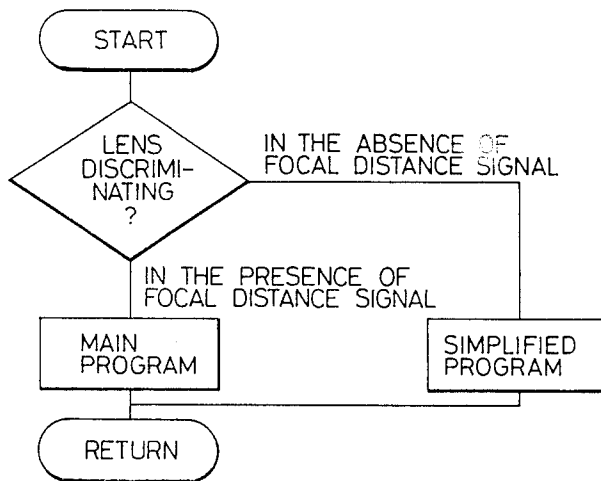 START
LENS
DISCRIMI-
NATING
?
IN THE ABSENCE OF
FOCAL DISTANCE SIGNAL
IN THE PRESENCE OF
FOCAL DISTANCE SIGNAL
MAIN
PROGRAM
SIMPLIFIED
PROGRAM
RETURN